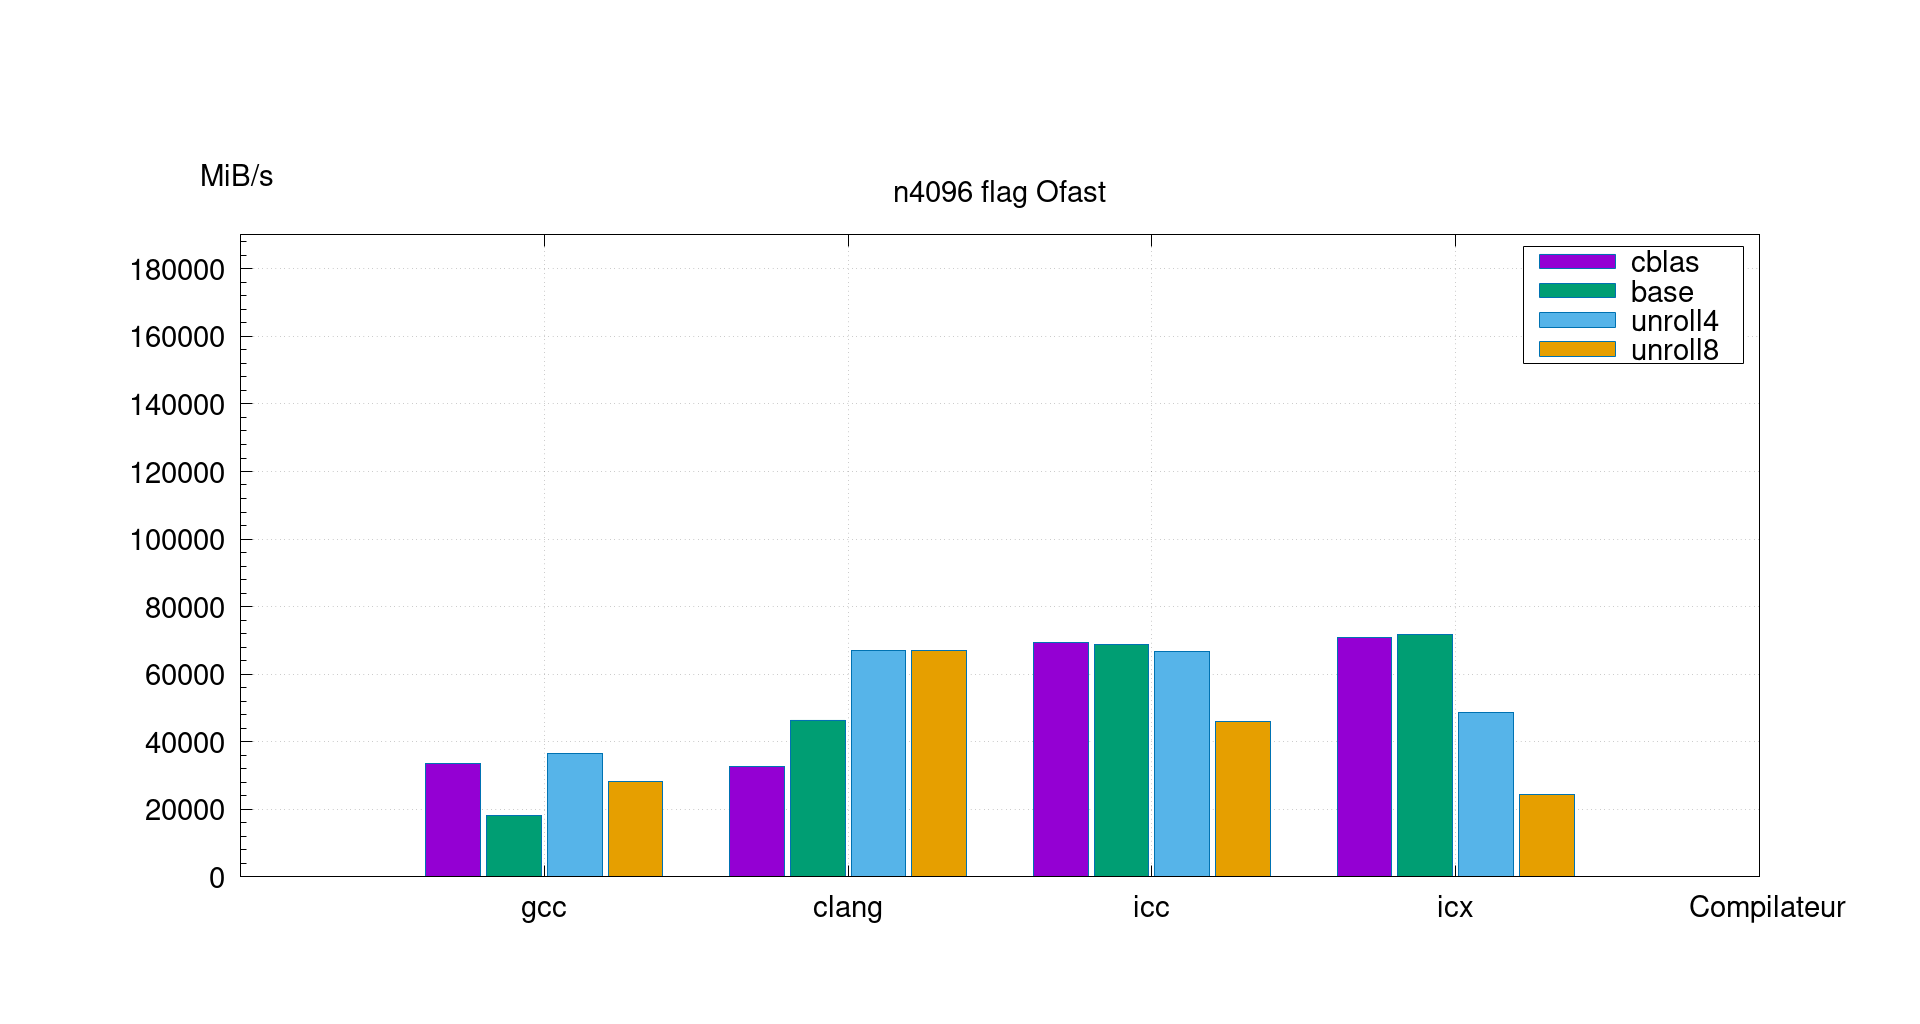 MiB/s
n4096 flag Ofast
180000
160000
140000
120000
100000
80000
60000
40000
20000
0
cblas
base
unroll4
unroll8
gcc clang icc icx Compilateur